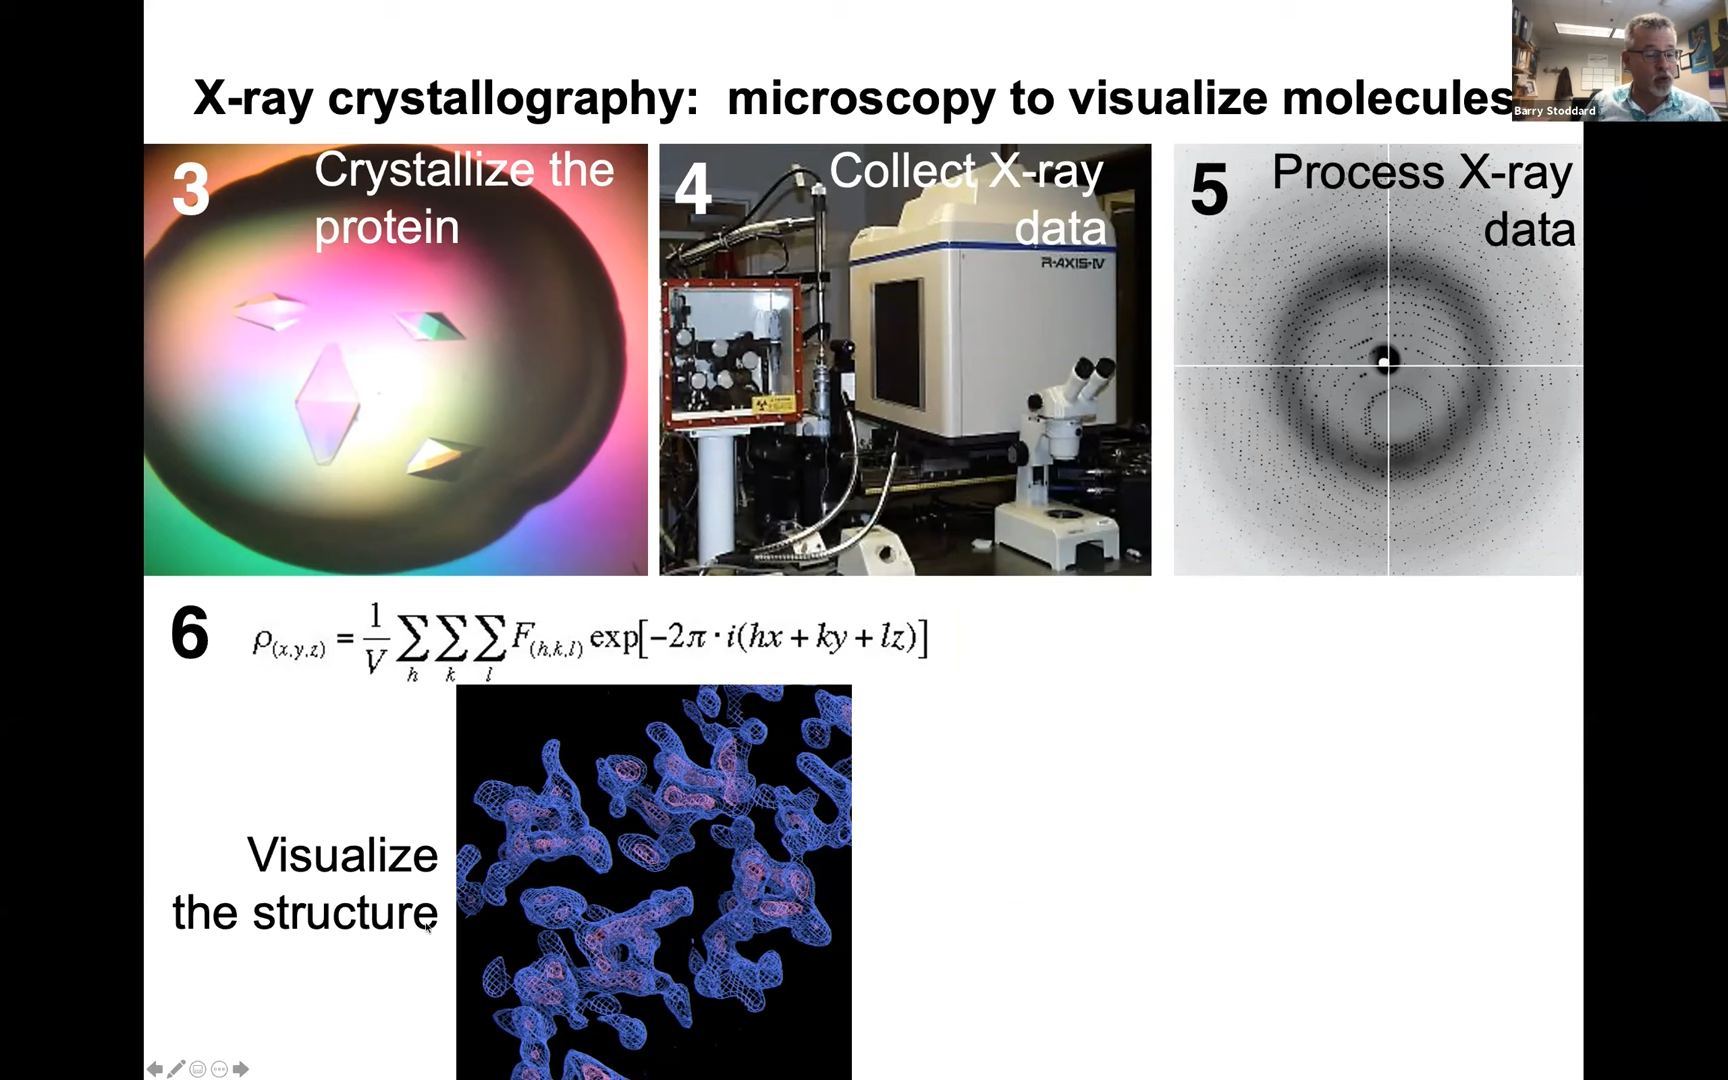 X-ray crystallography: microscopy to visualize molecules
Barry Stoddard
3
Crystallize the
protein
4
Collect X-ray
data
R-AXIS-IV
5
Process X-ray
data
6
ρ(x,y,z) = 1/V ∑h ∑k ∑l F(h,k,l) exp[−2π · i(hx + ky + lz)]
Visualize
the structure